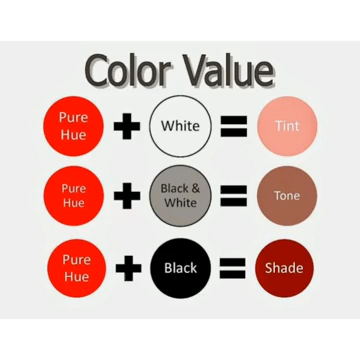 Color Value
Pure
Hue
+
White
=
Tint
Pure
Hue
+
Black &
White
=
Tone
Pure
Hue
+
Black
=
Shade